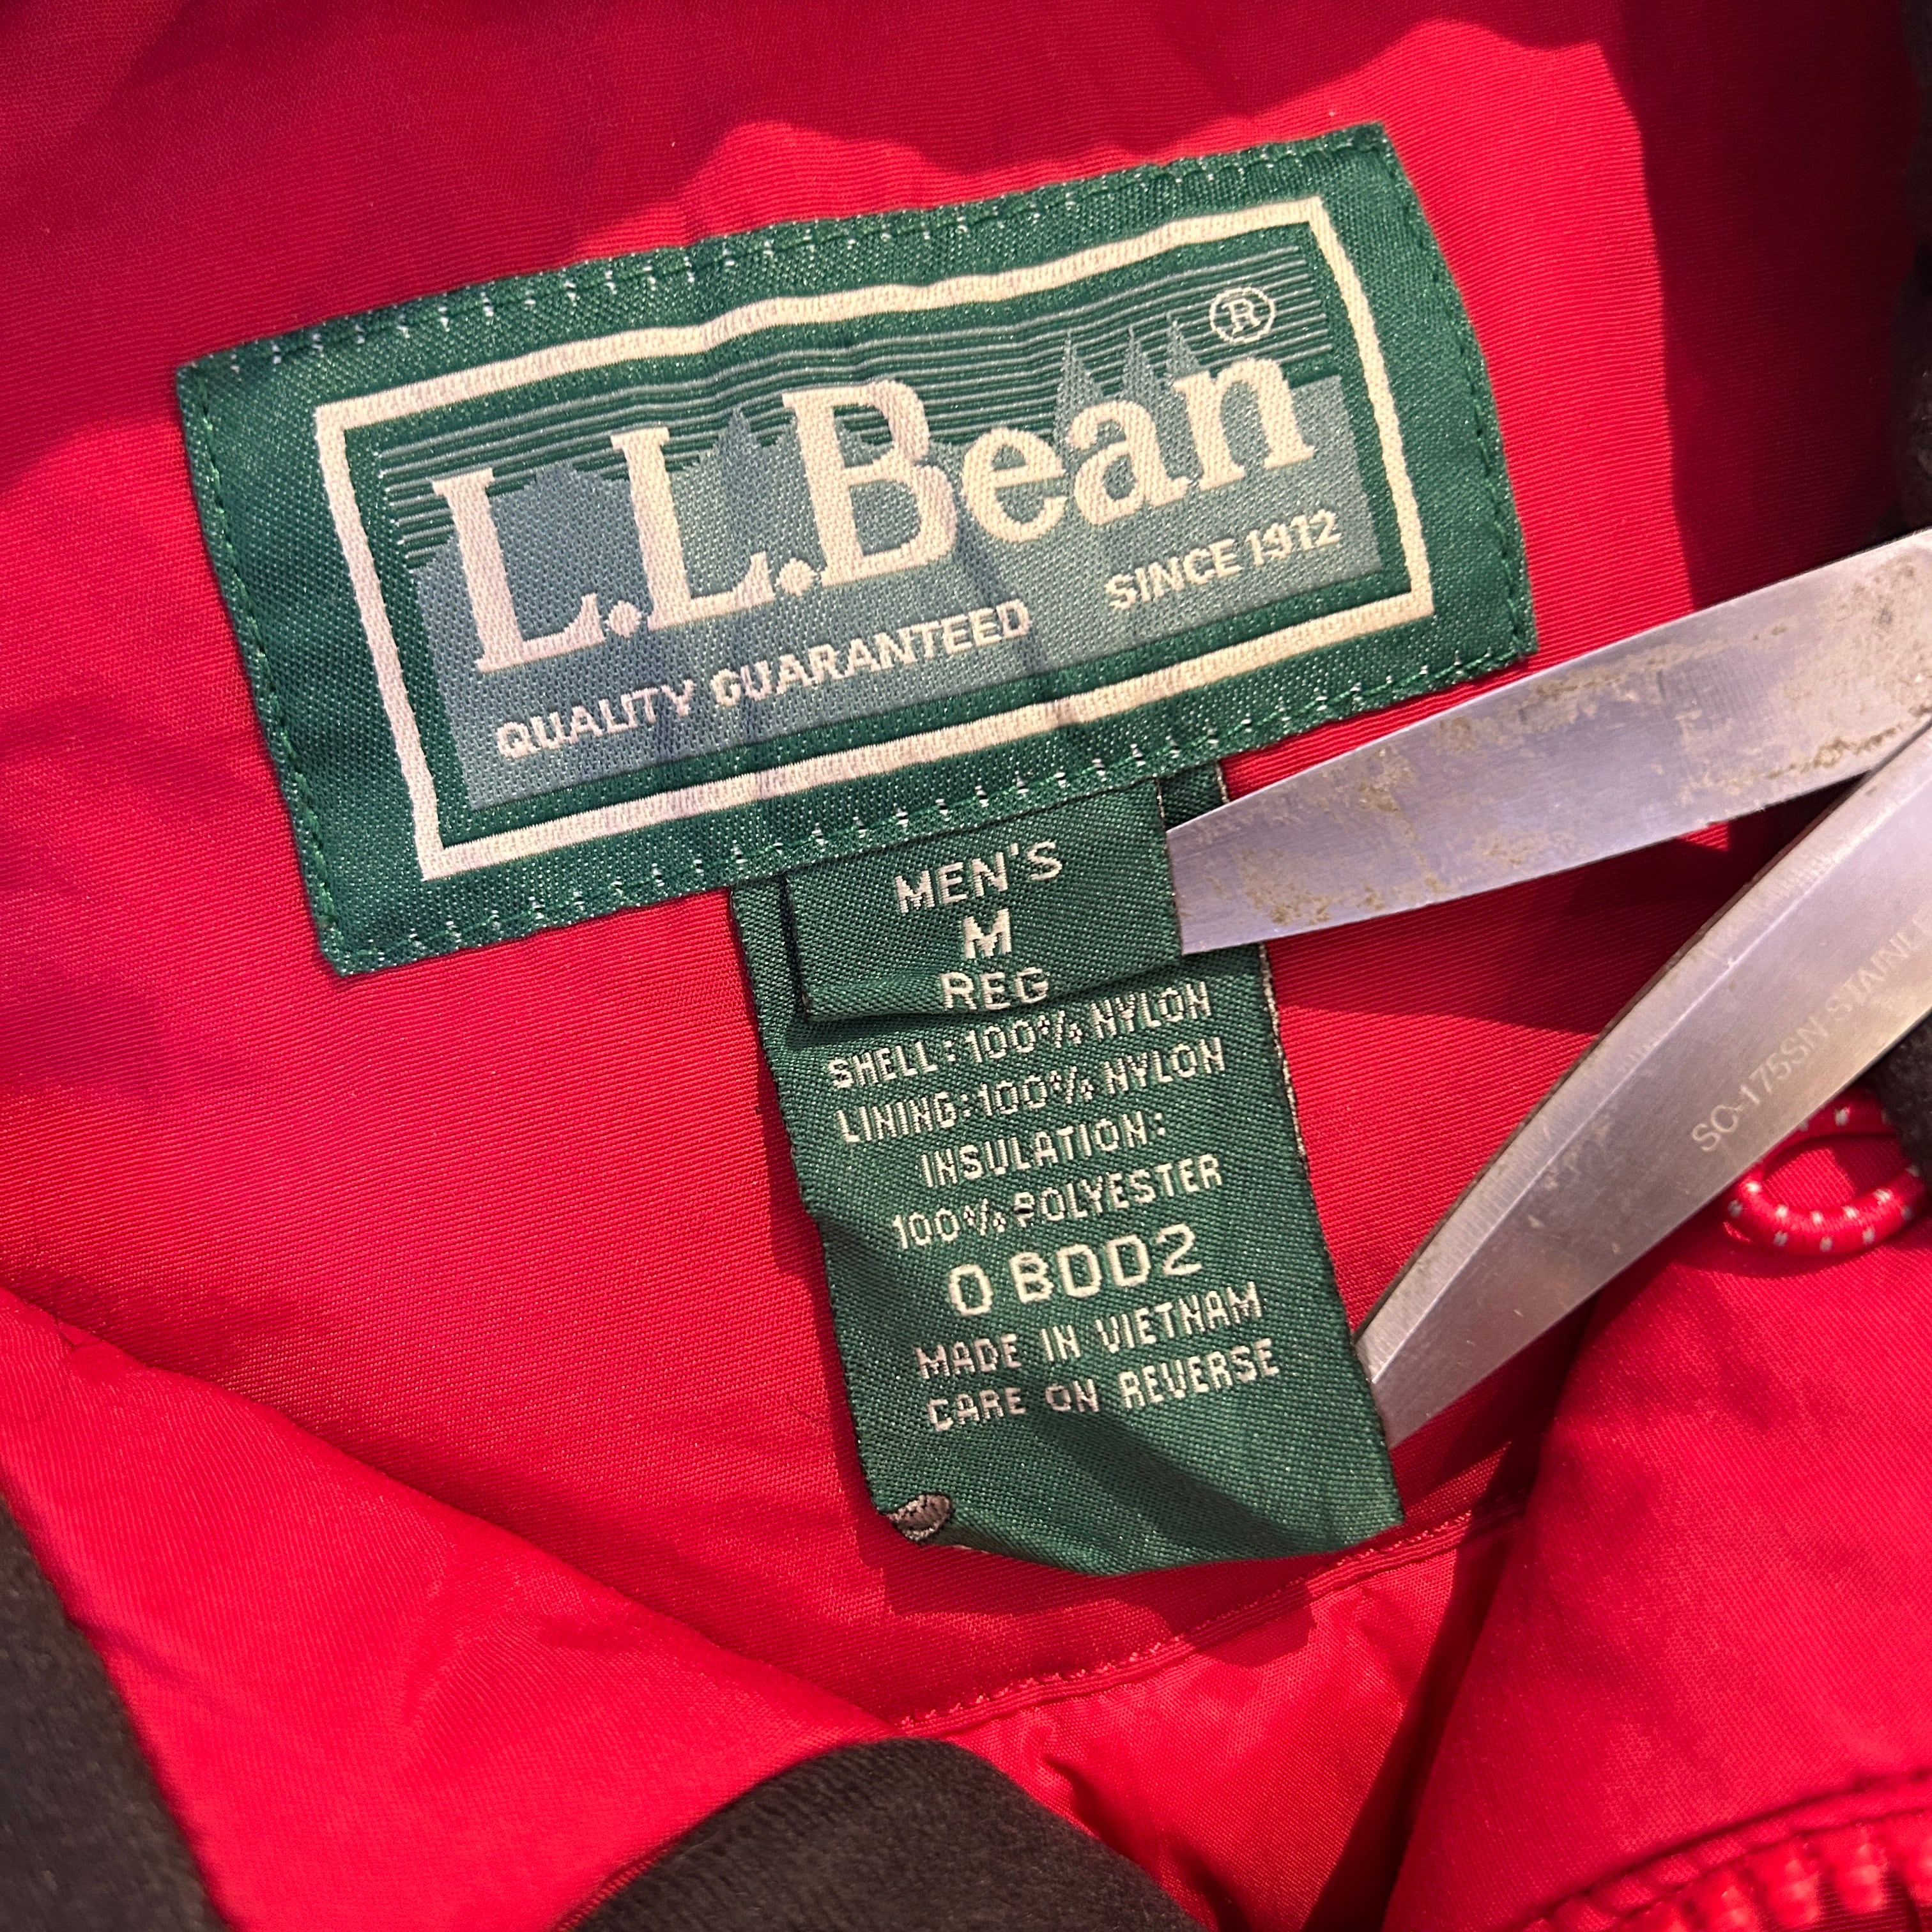 L.L.Bean®
QUALITY GUARANTEED SINCE 1912
MEN'S
M
REG
SHELL:100% NYLON
LINING:100% NYLON
INSULATION:
100% POLYESTER
0 BDD2
MADE IN VIETNAM
CARE ON REVERSE
SC-175SN STAINLE